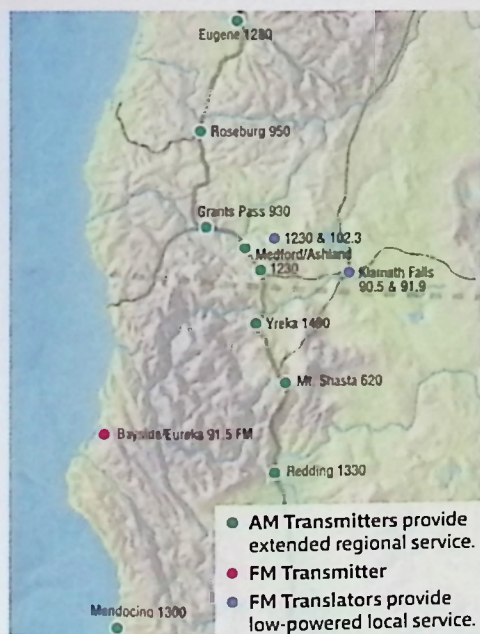 Eugene 1280
Roseburg 950
Grants Pass 930
1230 & 102.3
Medford/Ashland
1230
Klamath Falls
90.5 & 91.9
Yreka 1490
Mt. Shasta 620
Bayside/Eureka 91.5 FM
Redding 1330
AM Transmitters provide
extended regional service.
FM Transmitter
FM Translators provide
low-powered local service.
Mendocino 1300